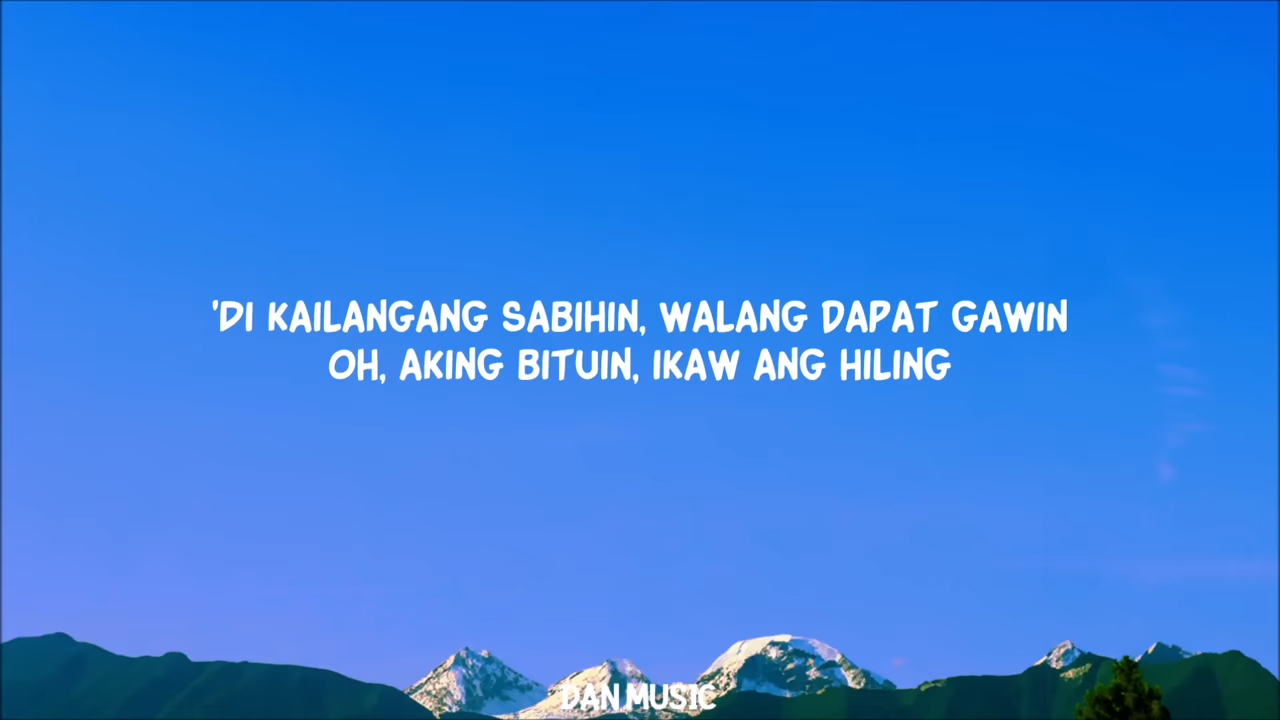 'DI KAILANGANG SABIHIN, WALANG DAPAT GAWIN
OH, AKING BITUIN, IKAW ANG HILING
DAN MUSIC